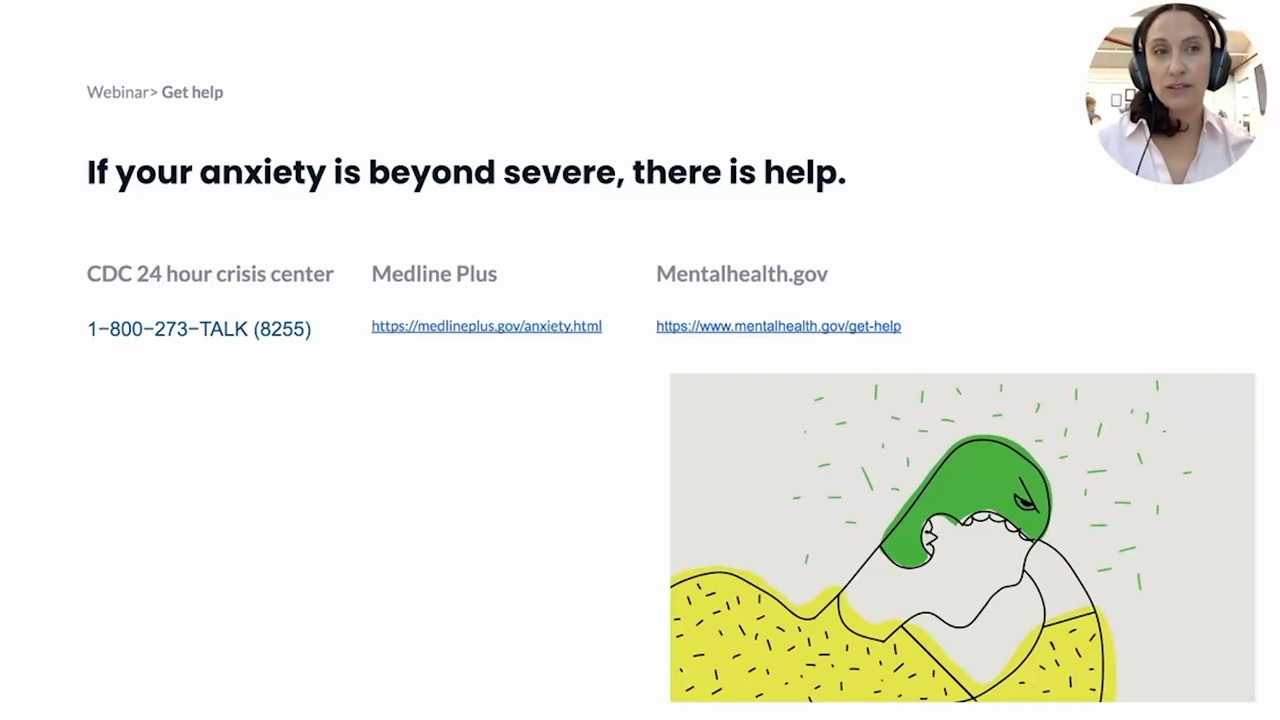 Webinar> Get help
If your anxiety is beyond severe, there is help.
CDC 24 hour crisis center
1−800−273−TALK (8255)
Medline Plus
https://medlineplus.gov/anxiety.html
Mentalhealth.gov
https://www.mentalhealth.gov/get-help